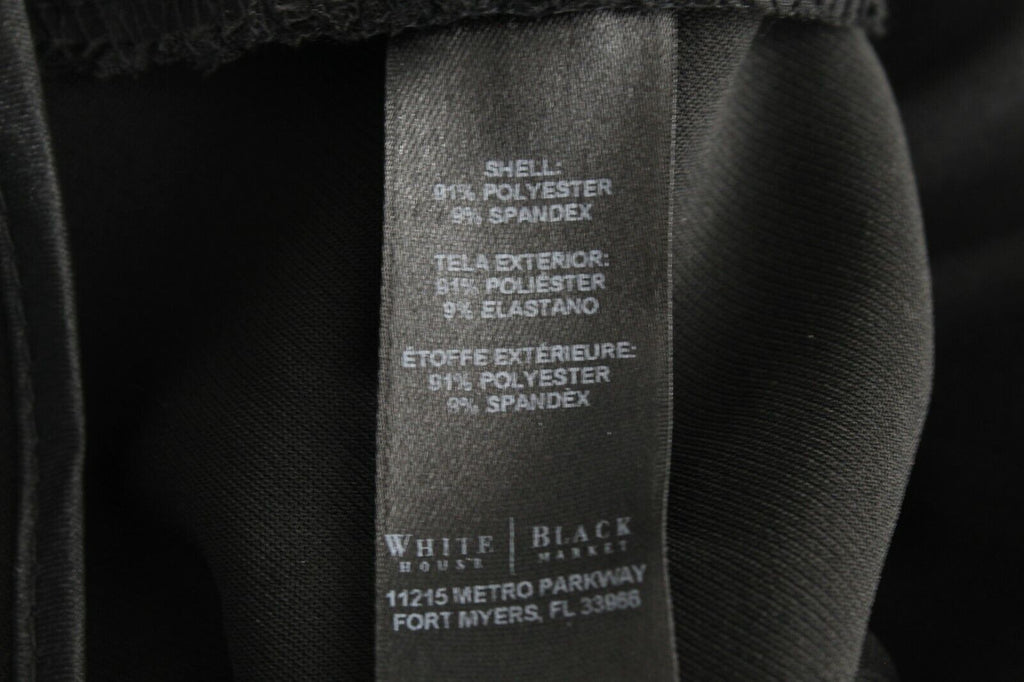 SHELL:
91% POLYESTER
9% SPANDEX
TELA EXTERIOR:
91% POLIÉSTER
9% ELASTANO
ÉTOFFE EXTÉRIEURE:
91% POLYESTER
9% SPANDEX
WHITE HOUSE | BLACK MARKET
11215 METRO PARKWAY
FORT MYERS, FL 33966